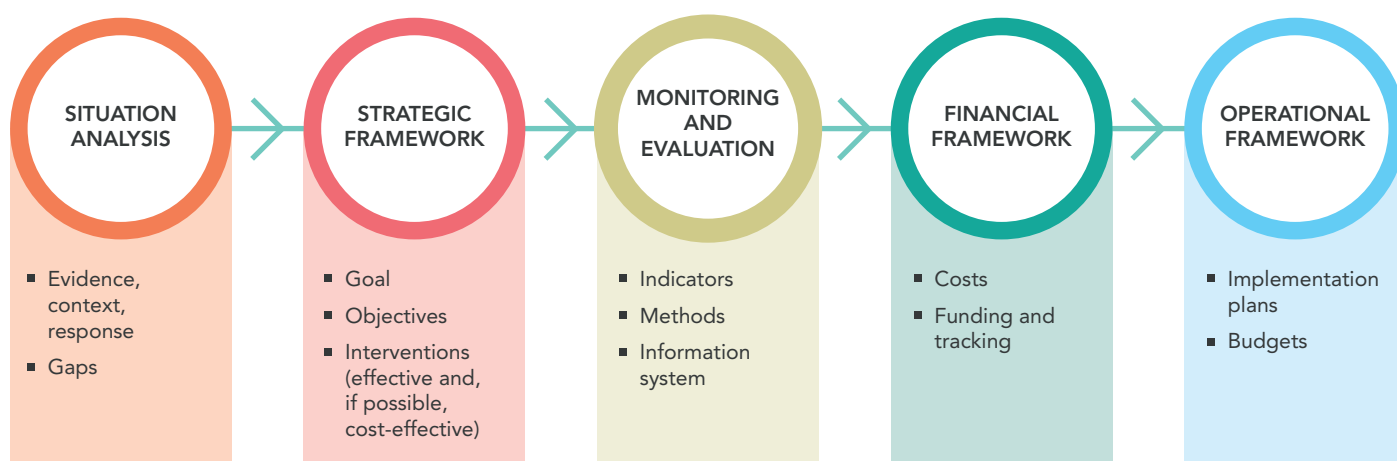 SITUATION
ANALYSIS
■ Evidence,
context,
response
■ Gaps
STRATEGIC
FRAMEWORK
■ Goal
■ Objectives
■ Interventions
(effective and,
if possible,
cost-effective)
MONITORING
AND
EVALUATION
■ Indicators
■ Methods
■ Information
system
FINANCIAL
FRAMEWORK
■ Costs
■ Funding and
tracking
OPERATIONAL
FRAMEWORK
■ Implementation
plans
■ Budgets